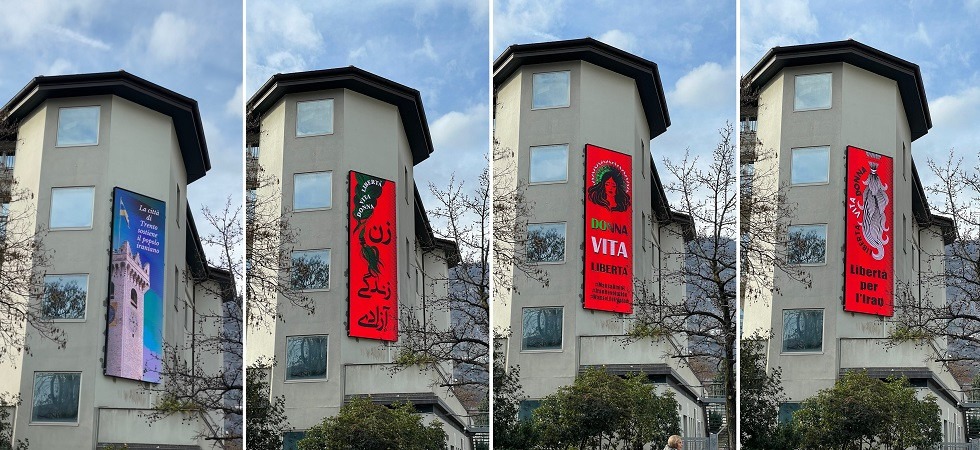 La città
di
Trento
sostiene
il popolo
iraniano
DONNA
VITA
LIBERTÀ
زن
زندگی
آزادی
DONNA
VITA
LIBERTÀ
DONNA
VITA
LIBERTÀ
Libertà
per
l'Iran